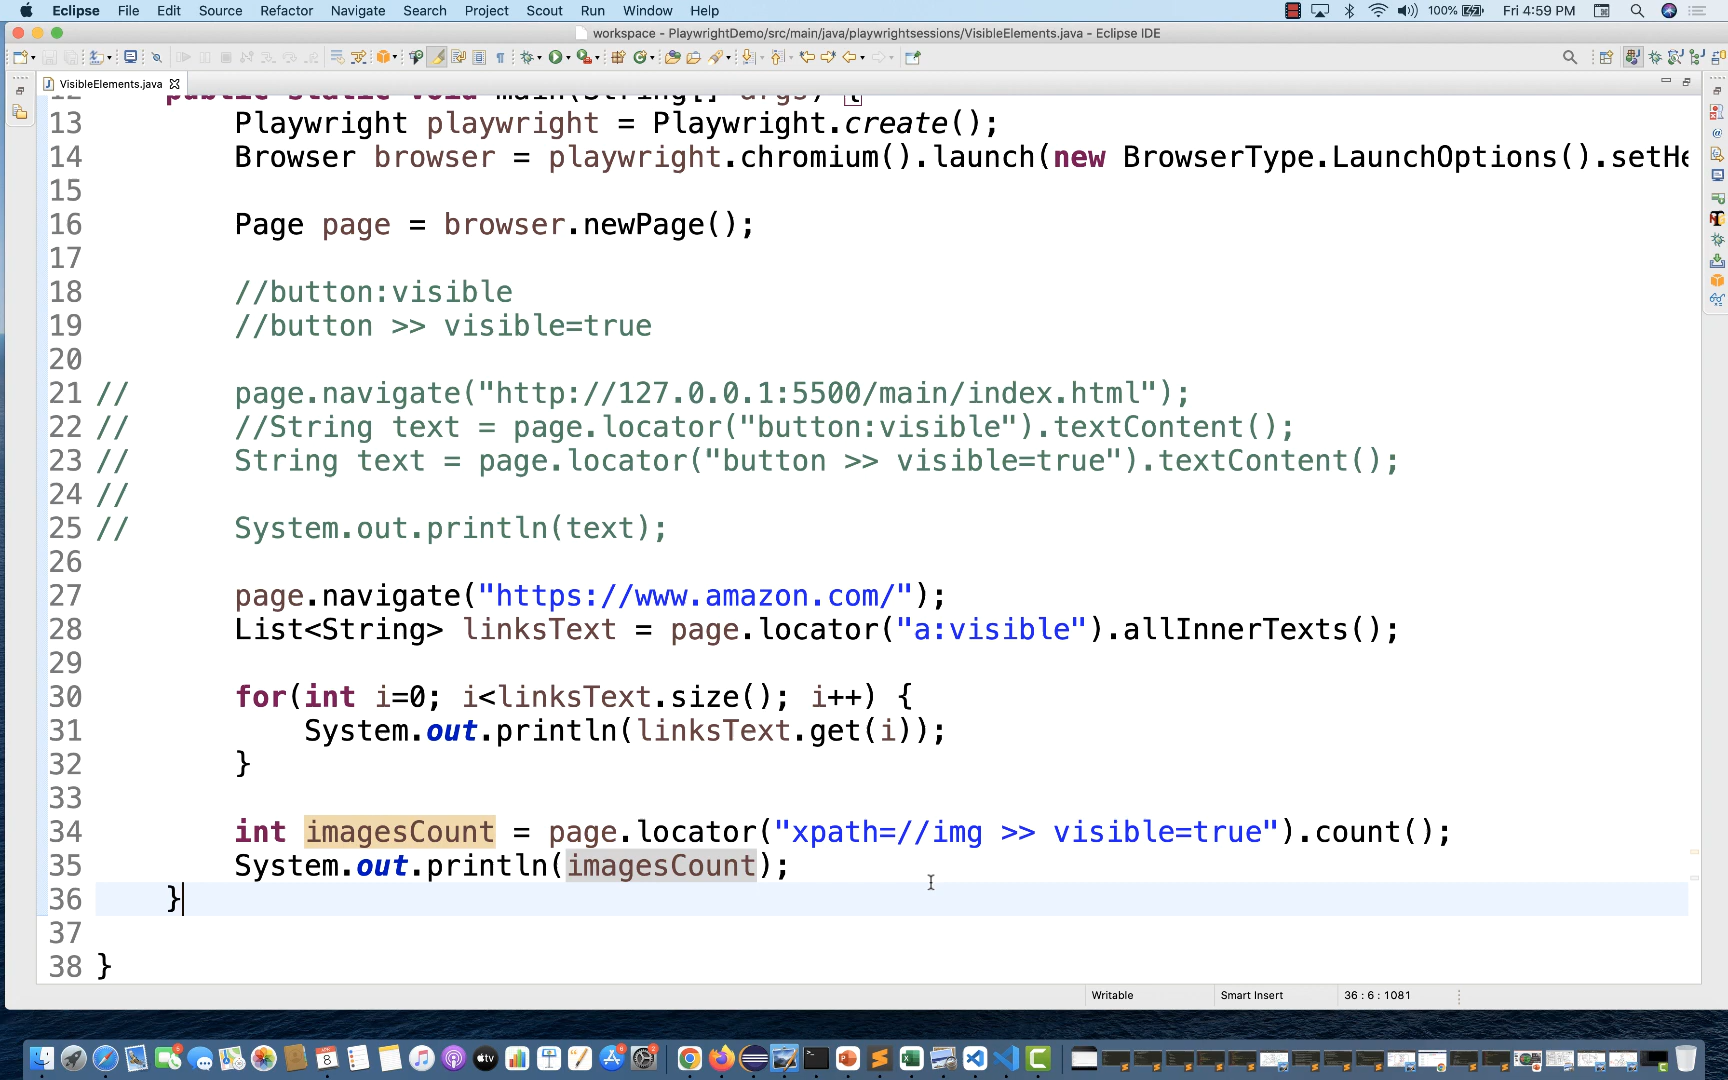 Eclipse File Edit Source Refactor Navigate Search Project Scout Run Window Help 100% Fri 4:59 PM
workspace - PlaywrightDemo/src/main/java/playwrightsessions/VisibleElements.java - Eclipse IDE
VisibleElements.java
12 public static void main(String[] args) {
13 Playwright playwright = Playwright.create();
14 Browser browser = playwright.chromium().launch(new BrowserType.LaunchOptions().setHe
15
16 Page page = browser.newPage();
17
18 //button:visible
19 //button >> visible=true
20
21 // page.navigate("http://127.0.0.1:5500/main/index.html");
22 // //String text = page.locator("button:visible").textContent();
23 // String text = page.locator("button >> visible=true").textContent();
24 //
25 // System.out.println(text);
26
27 page.navigate("https://www.amazon.com/");
28 List<String> linksText = page.locator("a:visible").allInnerTexts();
29
30 for(int i=0; i<linksText.size(); i++) {
31 System.out.println(linksText.get(i));
32 }
33
34 int imagesCount = page.locator("xpath=//img >> visible=true").count();
35 System.out.println(imagesCount);
36 }
37
38 }
Writable Smart Insert 36 : 6 : 1081